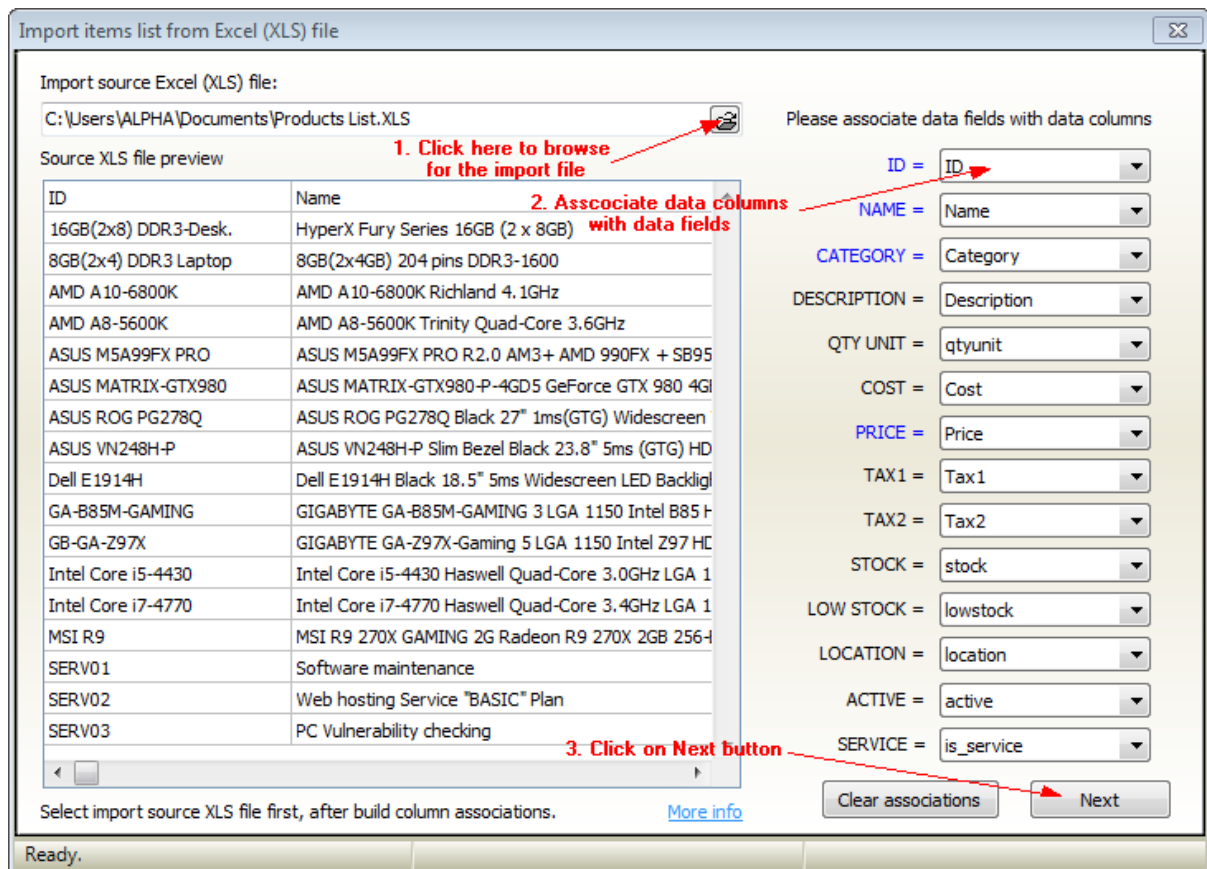 Import items list from Excel (XLS) file
Import source Excel (XLS) file:
C:\Users\ALPHA\Documents\Products List.XLS
1. Click here to browse
for the import file
Source XLS file preview
ID Name
16GB(2x8) DDR3-Desk. HyperX Fury Series 16GB (2 x 8GB)
8GB(2x4) DDR3 Laptop 8GB(2x4GB) 204 pins DDR3-1600
AMD A10-6800K AMD A10-6800K Richland 4.1GHz
AMD A8-5600K AMD A8-5600K Trinity Quad-Core 3.6GHz
ASUS M5A99FX PRO ASUS M5A99FX PRO R2.0 AM3+ AMD 990FX + SB95
ASUS MATRIX-GTX980 ASUS MATRIX-GTX980-P-4GD5 GeForce GTX 980 4G
ASUS ROG PG278Q ASUS ROG PG278Q Black 27" 1ms(GTG) Widescreen
ASUS VN248H-P ASUS VN248H-P Slim Bezel Black 23.8" 5ms (GTG) HD
Dell E1914H Dell E1914H Black 18.5" 5ms Widescreen LED Backlig
GA-B85M-GAMING GIGABYTE GA-B85M-GAMING 3 LGA 1150 Intel B85
GB-GA-Z97X GIGABYTE GA-Z97X-Gaming 5 LGA 1150 Intel Z97
Intel Core i5-4430 Intel Core i5-4430 Haswell Quad-Core 3.0GHz LGA 1
Intel Core i7-4770 Intel Core i7-4770 Haswell Quad-Core 3.4GHz LGA 1
MSI R9 MSI R9 270X GAMING 2G Radeon R9 270X 2GB 256-
SERV01 Software maintenance
SERV02 Web hosting Service "BASIC" Plan
SERV03 PC Vulnerability checking
Select import source XLS file first, after build column associations. More info
Please associate data fields with data columns
2. Asscociate data columns
with data fields
ID = ID
NAME = Name
CATEGORY = Category
DESCRIPTION = Description
QTY UNIT = qtyunit
COST = Cost
PRICE = Price
TAX1 = Tax1
TAX2 = Tax2
STOCK = stock
LOW STOCK = lowstock
LOCATION = location
ACTIVE = active
SERVICE = is_service
3. Click on Next button
Clear associations Next
Ready.